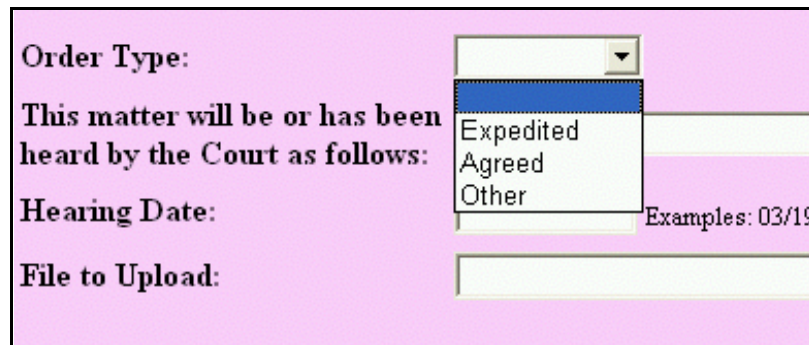 Order Type:
This matter will be or has been
heard by the Court as follows:
Expedited
Agreed
Other
Hearing Date:
Examples: 03/19
File to Upload: